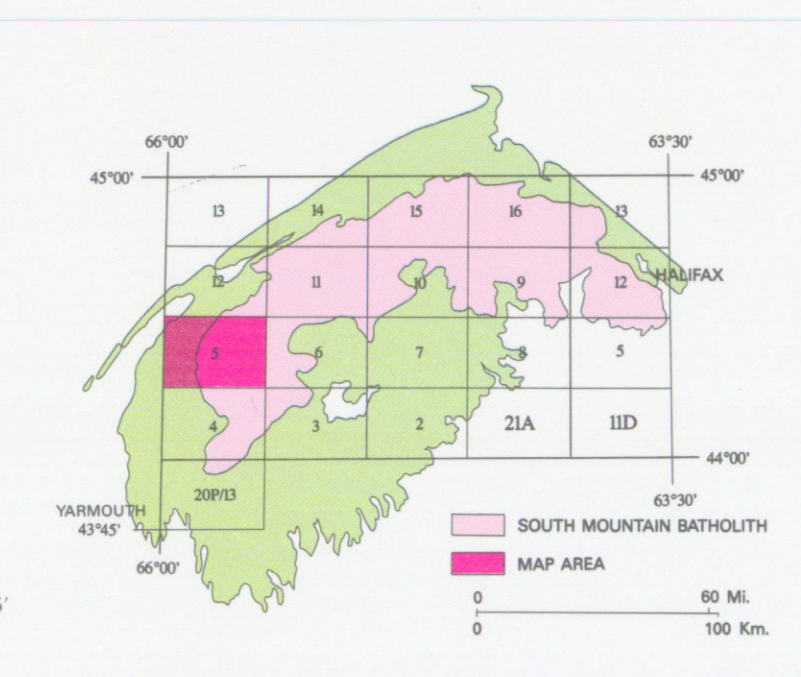 66°00' 63°30'
45°00' 45°00'
13 14 15 16 13
12 11 10 9 12 HALIFAX
5 6 7 8 5
4 3 2 21A 11D
44°00'
20P/13
63°30'
YARMOUTH
43°45'
66°00'
SOUTH MOUNTAIN BATHOLITH
MAP AREA
0 60 Mi.
0 100 Km.